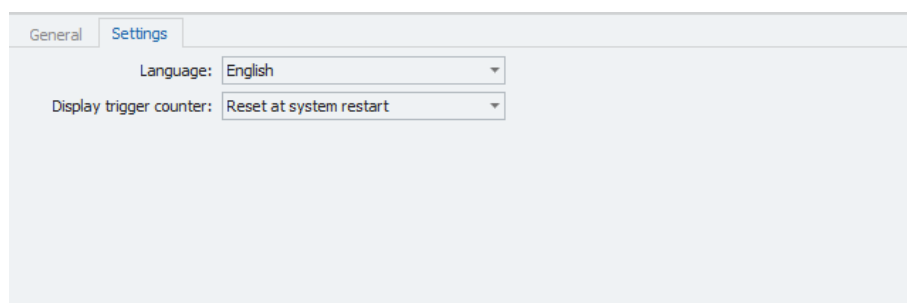 General Settings
Language: English
Display trigger counter: Reset at system restart